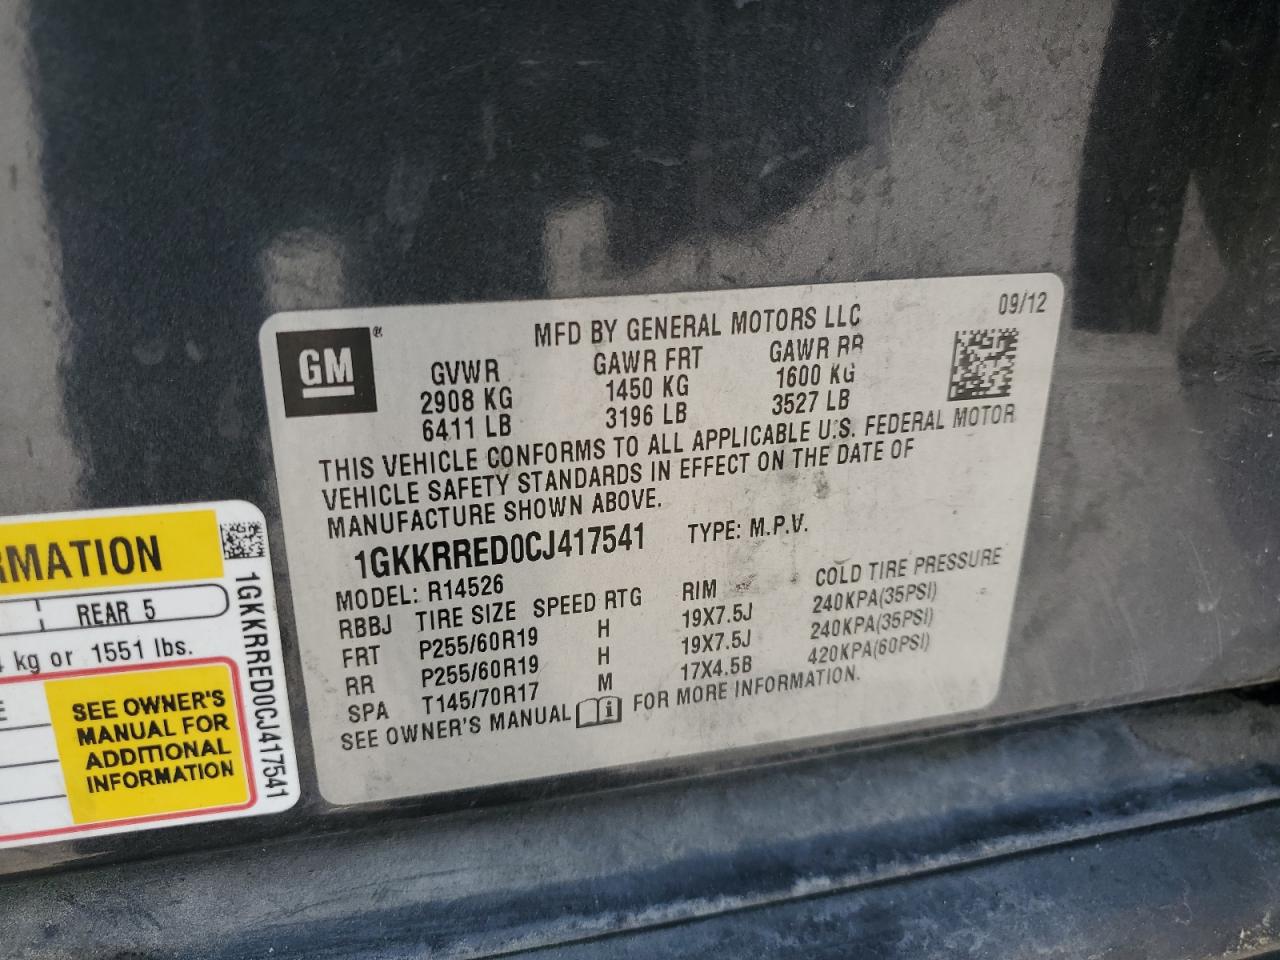 09/12
GM ®
MFD BY GENERAL MOTORS LLC
GVWR GAWR FRT GAWR RR
2908 KG 1450 KG 1600 KG
6411 LB 3196 LB 3527 LB
THIS VEHICLE CONFORMS TO ALL APPLICABLE U.S. FEDERAL MOTOR
VEHICLE SAFETY STANDARDS IN EFFECT ON THE DATE OF
MANUFACTURE SHOWN ABOVE.
1GKKRRED0CJ417541 TYPE: M.P.V.
MODEL: R14526
RBBJ TIRE SIZE SPEED RTG RIM COLD TIRE PRESSURE
FRT P255/60R19 H 19X7.5J 240KPA(35PSI)
RR P255/60R19 H 19X7.5J 240KPA(35PSI)
SPA T145/70R17 M 17X4.5B 420KPA(60PSI)
SEE OWNER'S MANUAL i FOR MORE INFORMATION.
RMATION
REAR 5
kg or 1551 lbs.
E
SEE OWNER'S
MANUAL FOR
ADDITIONAL
INFORMATION
1GKKRRED0CJ417541